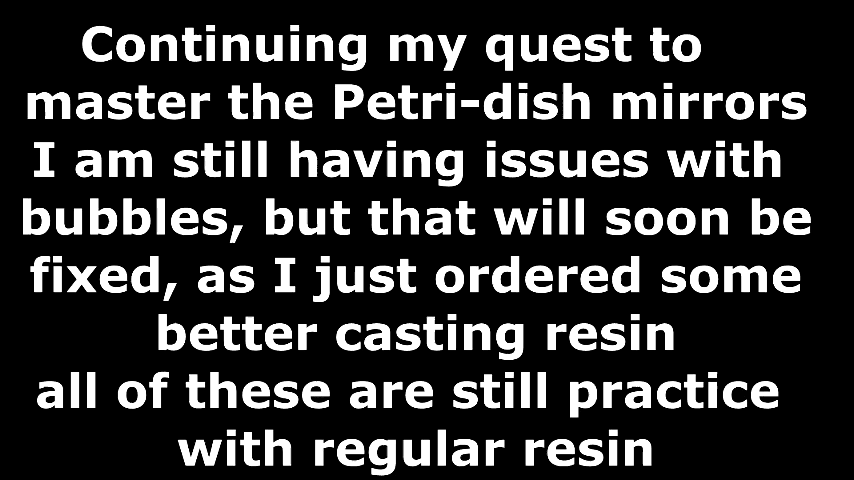 Continuing my quest to
master the Petri-dish mirrors
I am still having issues with
bubbles, but that will soon be
fixed, as I just ordered some
better casting resin
all of these are still practice
with regular resin